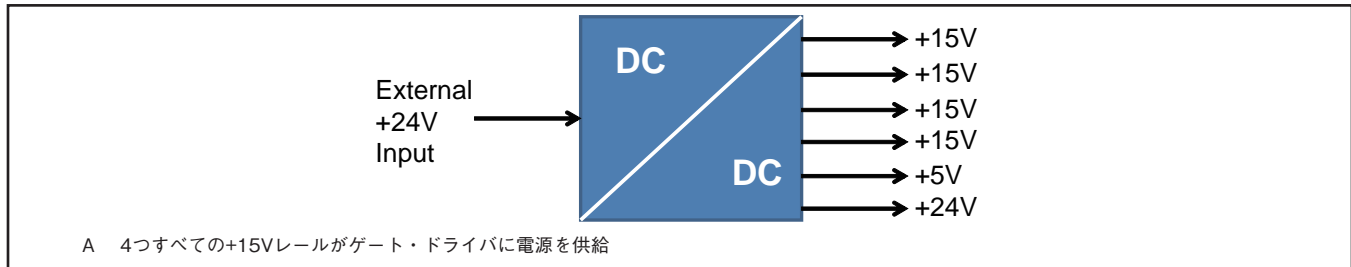 DC
+15V
+15V
External
+24V
Input
+15V
+15V
DC
+5V
+24V
A 4つすべての+15Vレールがゲート・ドライバに電源を供給